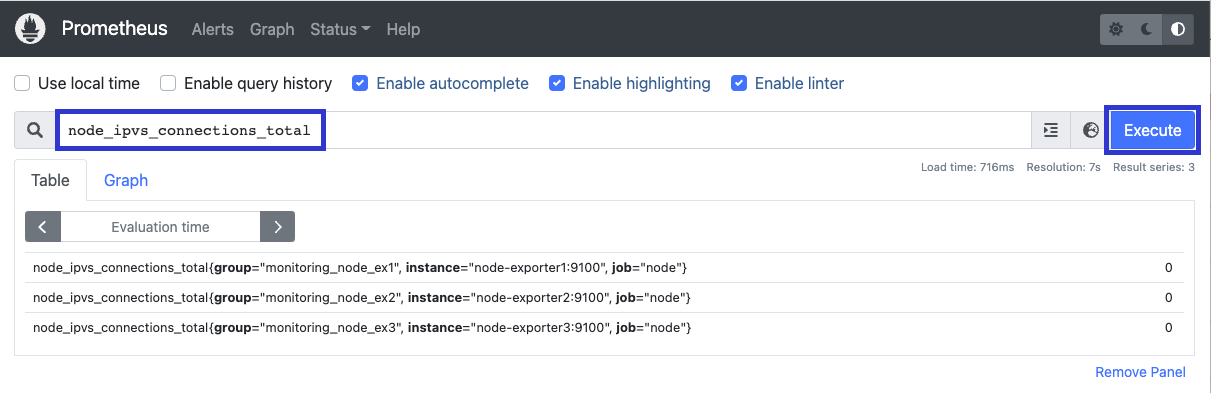 Prometheus Alerts Graph Status Help
Use local time Enable query history Enable autocomplete Enable highlighting Enable linter
node_ipvs_connections_total Execute
Load time: 716ms Resolution: 7s Result series: 3
Table Graph
Evaluation time
node_ipvs_connections_total{group="monitoring_node_ex1", instance="node-exporter1:9100", job="node"} 0
node_ipvs_connections_total{group="monitoring_node_ex2", instance="node-exporter2:9100", job="node"} 0
node_ipvs_connections_total{group="monitoring_node_ex3", instance="node-exporter3:9100", job="node"} 0
Remove Panel